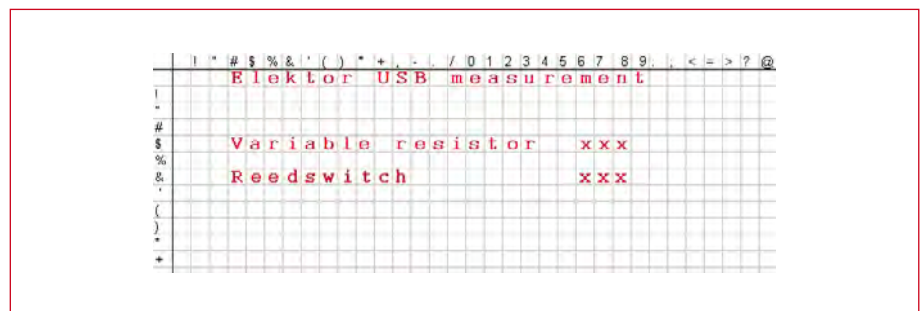 ! " # $ % & ' ( ) * + , - . / 0 1 2 3 4 5 6 7 8 9 : ; < = > ? @
Elektor USB measurement
!
"
#
$ Variable resistor xxx
%
& Reedswitch xxx
'
(
)
*
+